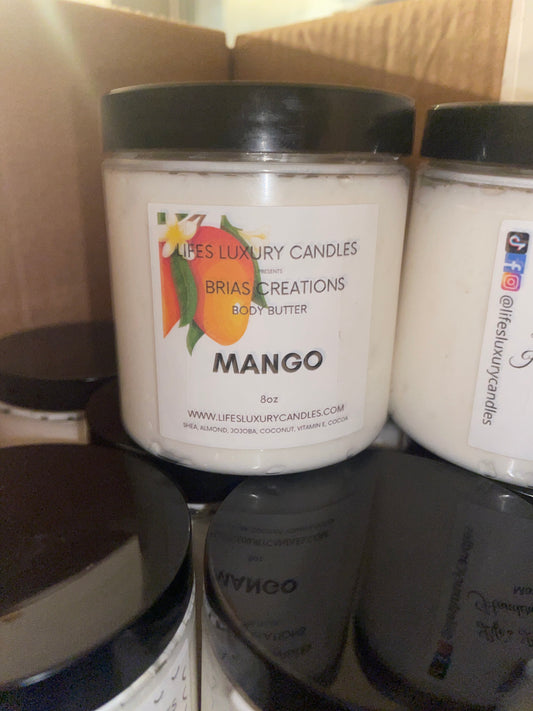 LIFES LUXURY CANDLES
PRESENTS
BRIAS CREATIONS
BODY BUTTER
MANGO
8oz
WWW.LIFESLUXURYCANDLES.COM
SHEA, ALMOND, JOJOBA, COCONUT, VITAMIN E, COCOA
@lifesluxurycandles